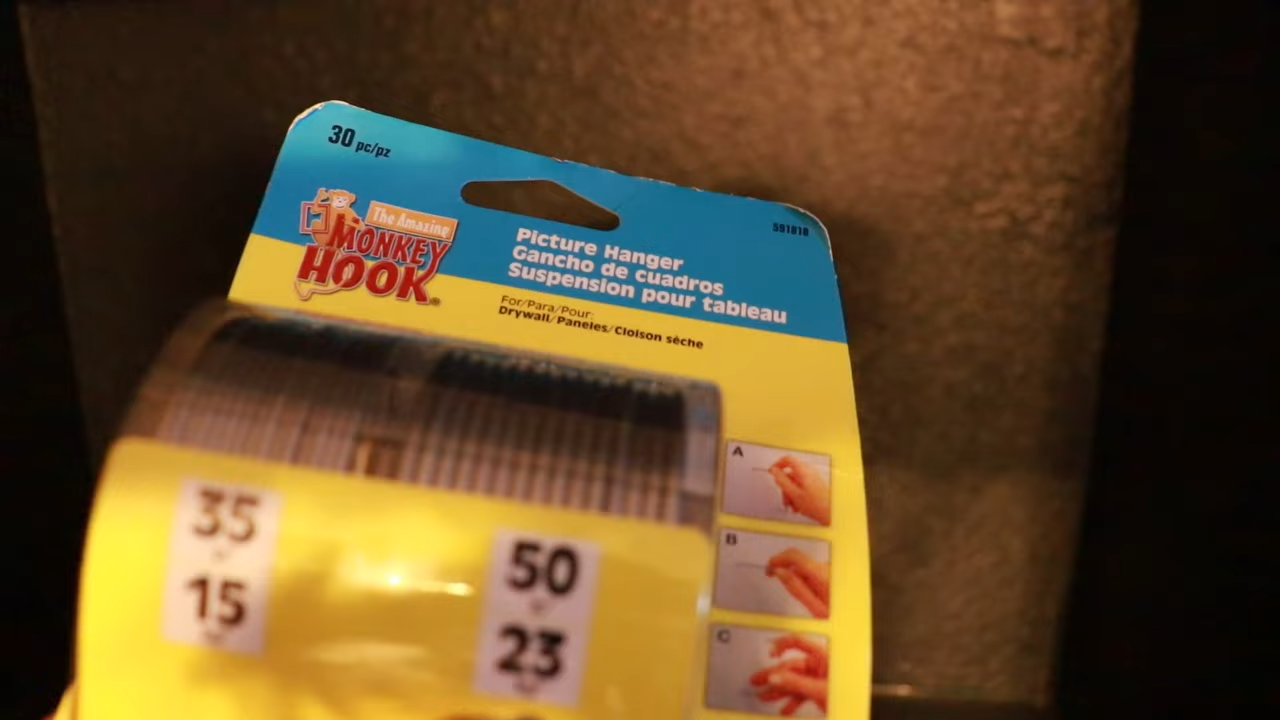 30 pc/pz
The Amazing
MONKEY
HOOK®
591818
Picture Hanger
Gancho de cuadros
Suspension pour tableau
For/Para/Pour:
Drywall/Paneles/Cloison sèche
A
B
C
35
15
50
23